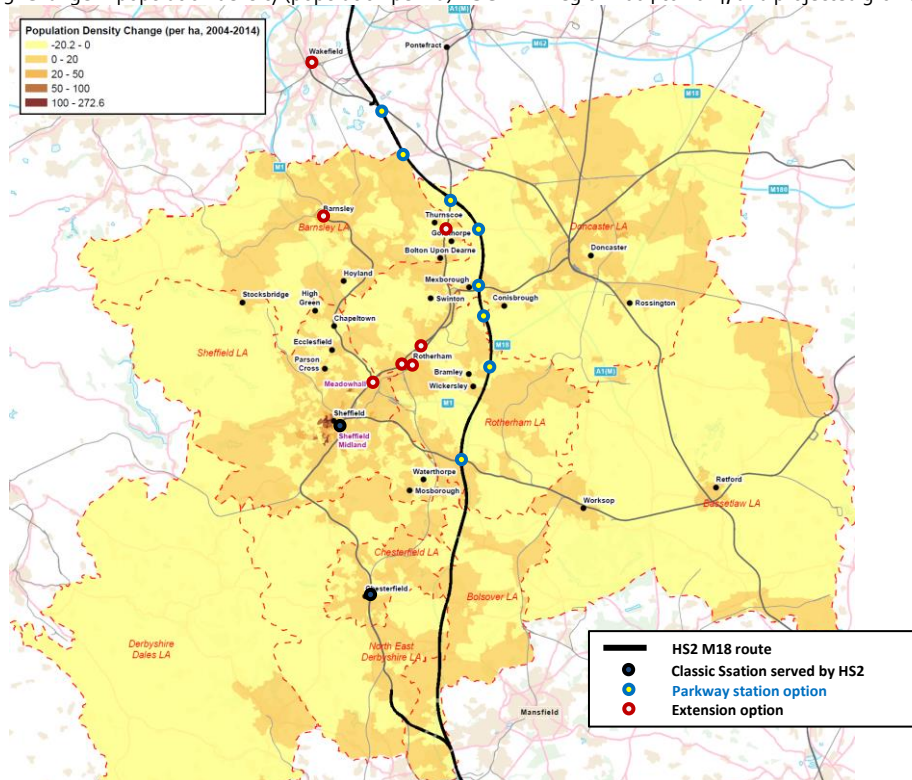 Population Density Change (per ha, 2004-2014)
-20.2 - 0
0 - 20
20 - 50
50 - 100
100 - 272.6
A1(M)
M62
Pontefract
Wakefield
M18
M1
M180
Barnsley
Barnsley LA
Thurnscoe
Goldthorpe
Bolton Upon Dearne
Doncaster LA
Doncaster
Hoyland
Mexborough
Stocksbridge
High
Green
Swinton
Conisbrough
Rossington
Chapeltown
Ecclesfield
M18
Sheffield LA
Parson
Cross
Rotherham
A1(M)
Meadowhall
Bramley
Wickersley
M1
Sheffield
Sheffield
Midland
Rotherham LA
Waterthorpe
Mosborough
Retford
Worksop
Bassetlaw LA
Chesterfield LA
Chesterfield
Bolsover LA
Derbyshire
Dales LA
North East
Derbyshire LA
Mansfield
HS2 M18 route
Classic Ssation served by HS2
Parkway station option
Extension option